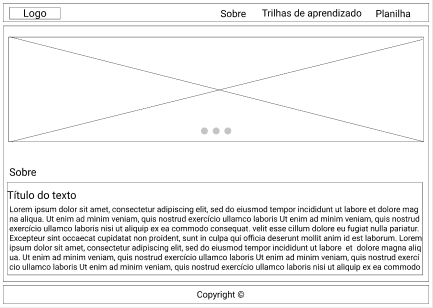 Logo
Sobre
Trilhas de aprendizado
Planilha
Sobre
Título do texto
Lorem ipsum dolor sit amet, consectetur adipiscing elit, sed do eiusmod tempor incididunt ut labore et dolore mag
na aliqua. Ut enim ad minim veniam, quis nostrud exercício ullamco laboris Ut enim ad minim veniam, quis nostrud
exercício ullamco laboris nisi ut aliquip ex ea commodo consequat. velit esse cillum dolore eu fugiat nulla pariatur.
Excepteur sint occaecat cupidatat non proident, sunt in culpa qui officia deserunt mollit anim id est laborum. Lorem
ipsum dolor sit amet, consectetur adipiscing elit, sed do eiusmod tempor incididunt ut labore et dolore magna aliq
ua. Ut enim ad minim veniam, quis nostrud exercício ullamco laboris nisi ut aliquip ex ea commodo veniam, quis nostrud exer
cio ullamco laboris Ut enim ad minim veniam, quis nostrud exercício ullamco laboris nisi ut aliquip ex ea commodo
Copyright ©